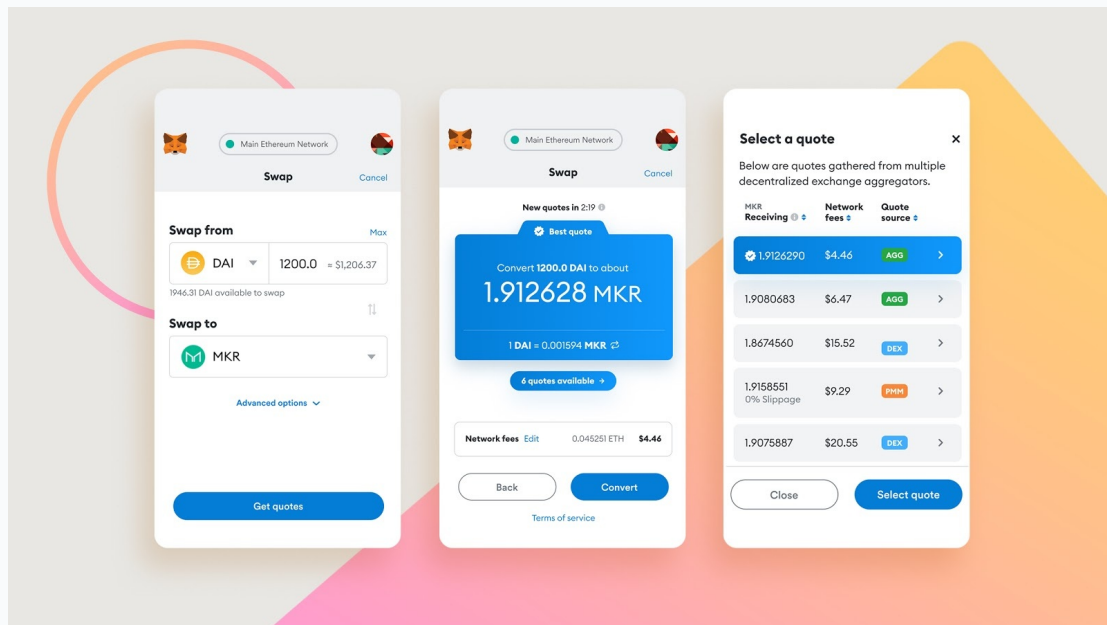 Main Ethereum Network
Swap
Cancel
Swap from
Max
DAI
1200.0 ≈ $1,206.37
1946.31 DAI available to swap
Swap to
MKR
Advanced options
Get quotes
Main Ethereum Network
Swap
Cancel
New quotes in 2:19
Best quote
Convert 1200.0 DAI to about
1.912628 MKR
1 DAI = 0.001594 MKR
6 quotes available →
Network fees Edit 0.045251 ETH $4.46
Back
Convert
Terms of service
Select a quote
Below are quotes gathered from multiple
decentralized exchange aggregators.
MKR
Receiving
Network
fees
Quote
source
1.9126290 $4.46 AGG
1.9080683 $6.47 AGG
1.8674560 $15.52 DEX
1.9158551
0% Slippage
$9.29 PMM
1.9075887 $20.55 DEX
Close
Select quote